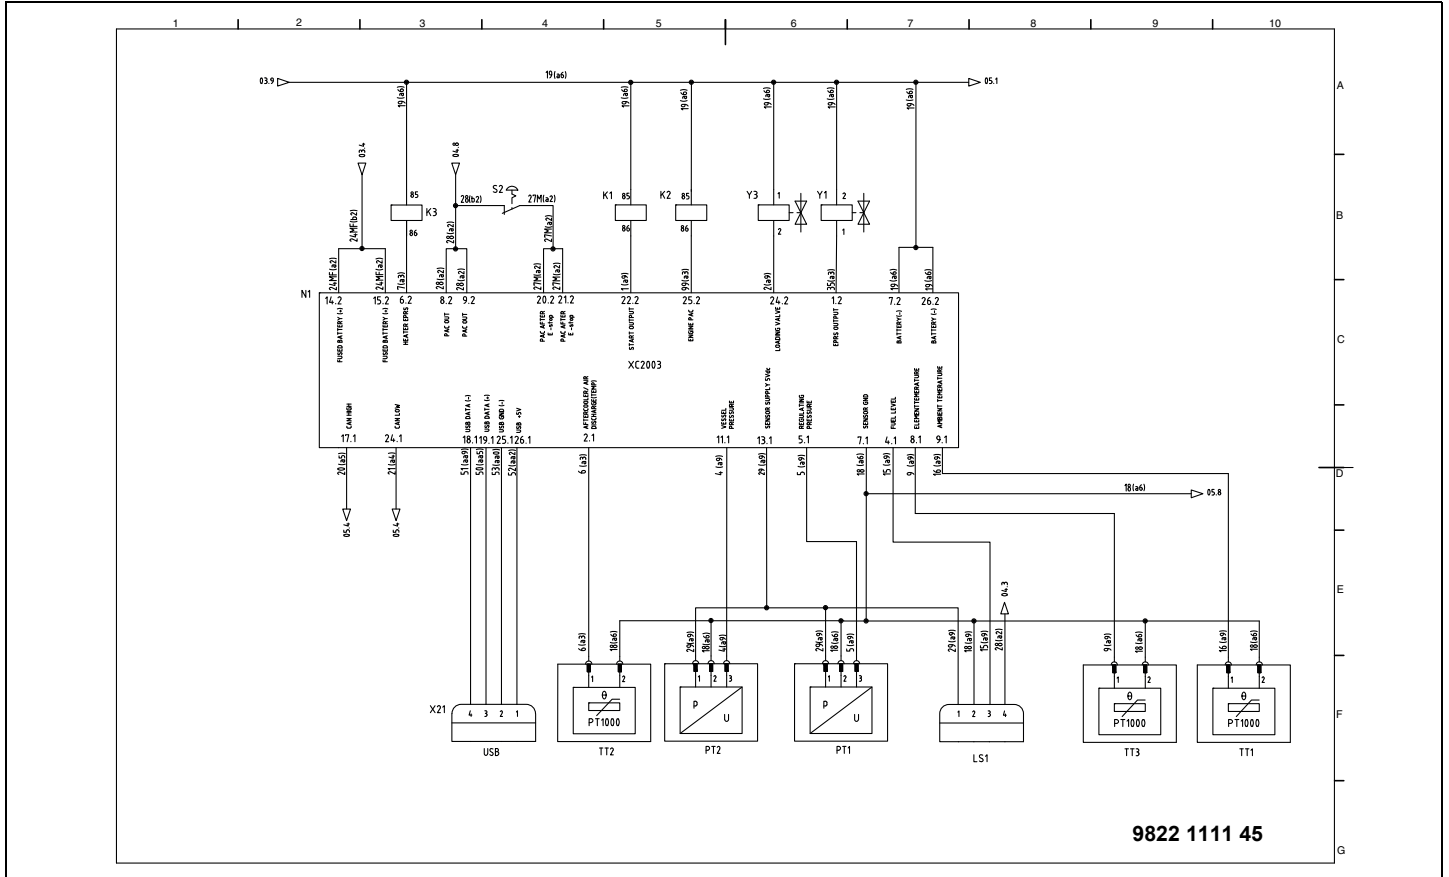 1 2 3 4 5 6 7 8 9 10
A
B
C
D
E
F
G
03.9
19(a6)
05.1
19(a6)
19(a6)
19(a6)
19(a6)
19(a6)
19(a6)
03.4
04.8
24MF(b2)
24MF(a2)
24MF(a2)
85
K3
86
7(a3)
28(b2)
28(a2)
28(a2)
28(a2)
S2
27M(a2)
27M(a2)
27M(a2)
27M(a2)
K1
85
86
1(a9)
K2
85
86
99(a3)
Y3
1
2
2(a9)
Y1
2
1
35(a3)
19(a6)
19(a6)
N1
14.2 15.2 6.2 8.2 9.2 20.2 21.2 22.2 25.2 24.2 1.2 7.2 26.2
FUSED BATTERY (+)
FUSED BATTERY (+)
HEATER EPRS
PAC OUT
PAC OUT
PAC AFTER
E-stop
PAC AFTER
E-stop
START OUTPUT
ENGINE PAC
LOADING VALVE
EPRS OUTPUT
BATTERY(-)
BATTERY (-)
XC2003
CAN HIGH
CAN LOW
USB DATA (-)
USB DATA (+)
USB GND (-)
USB +5V
AFTERCOOLER/ AIR
DISCHARGE(TEMP)
VESSEL
PRESSURE
SENSOR SUPPLY 5Vdc
REGULATING
PRESSURE
SENSOR GND
FUEL LEVEL
ELEMENTTEMERATURE
AMBIENT TEMERATURE
17.1 24.1 18.1 19.1 25.1 26.1 2.1 11.1 13.1 5.1 7.1 4.1 8.1 9.1
20(a5)
21(a4)
51(aa9)
50(aa5)
53(aa0)
52(aa2)
6 (a3)
4 (a9)
29 (a9)
5 (a9)
18 (a6)
15 (a9)
9 (a9)
16 (a9)
18(a6)
05.8
05.4
05.4
04.3
6(a3)
18(a6)
29(a9)
18(a6)
4(a9)
29(a9)
18(a6)
5(a9)
29(a9)
18(a9)
15(a9)
28(a2)
9(a9)
18(a6)
16 (a9)
18(a6)
X21
4 3 2 1
USB
1 2
θ
PT1000
TT2
1 2 3
P
U
PT2
1 2 3
P
U
PT1
1 2 3 4
LS1
1 2
θ
PT1000
TT3
1 2
θ
PT1000
TT1
9822 1111 45